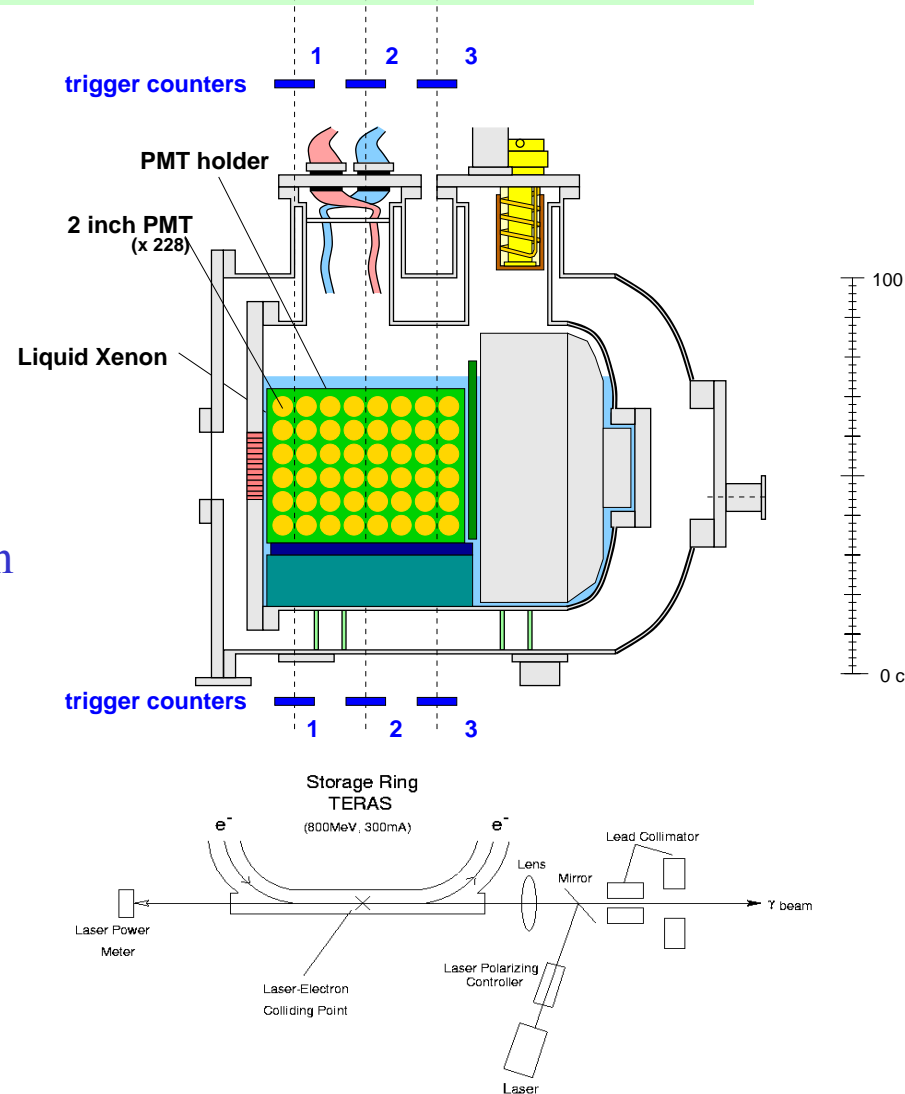 1 2 3
trigger counters
PMT holder
2 inch PMT
(x 228)
Liquid Xenon
100
0 c
trigger counters
1 2 3
Storage Ring
TERAS
(800MeV, 300mA)
e- e-
Lead Collimator
Lens
Mirror
γ beam
Laser Power
Meter
Laser Polarizing
Controller
Laser-Electron
Colliding Point
Laser